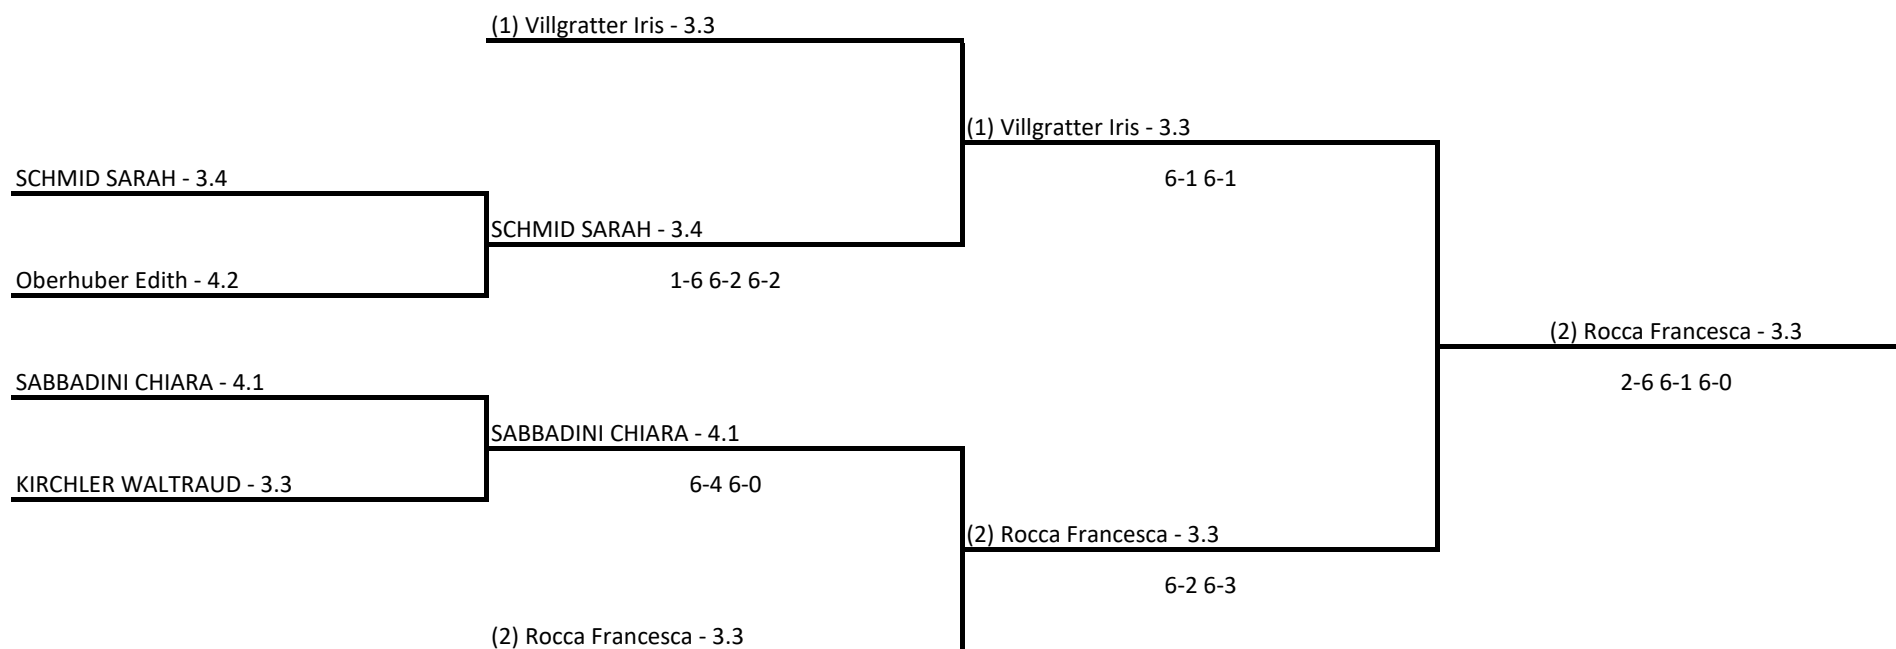 (1) Villgratter Iris - 3.3
(1) Villgratter Iris - 3.3
SCHMID SARAH - 3.4
6-1 6-1
SCHMID SARAH - 3.4
Oberhuber Edith - 4.2
1-6 6-2 6-2
(2) Rocca Francesca - 3.3
SABBADINI CHIARA - 4.1
2-6 6-1 6-0
SABBADINI CHIARA - 4.1
KIRCHLER WALTRAUD - 3.3
6-4 6-0
(2) Rocca Francesca - 3.3
6-2 6-3
(2) Rocca Francesca - 3.3